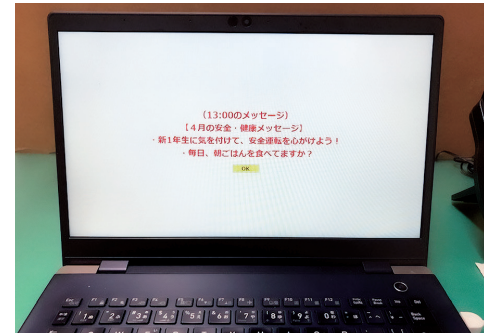 （13:00のメッセージ）
【４月の安全・健康メッセージ】
・新1年生に気を付けて、安全運転を心がけよう！
・毎日、朝ごはんを食べてますか？
OK